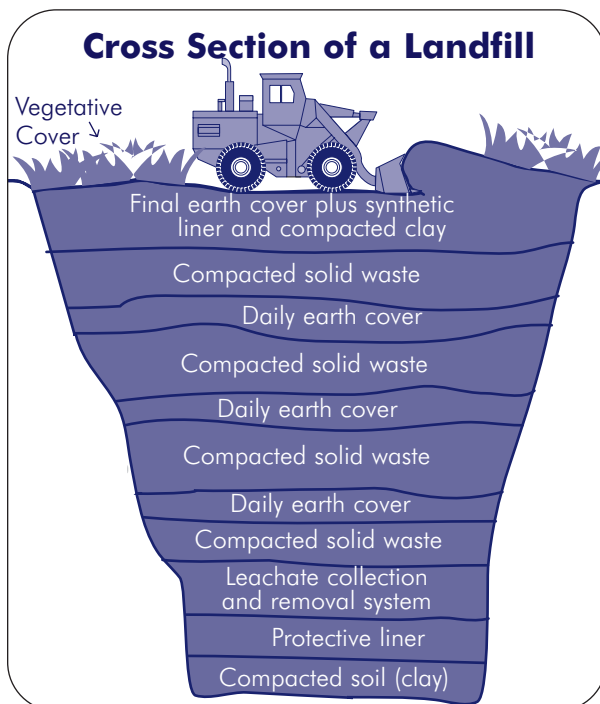 Cross Section of a Landfill
Vegetative
Cover
Final earth cover plus synthetic
liner and compacted clay
Compacted solid waste
Daily earth cover
Compacted solid waste
Daily earth cover
Compacted solid waste
Daily earth cover
Compacted solid waste
Leachate collection
and removal system
Protective liner
Compacted soil (clay)